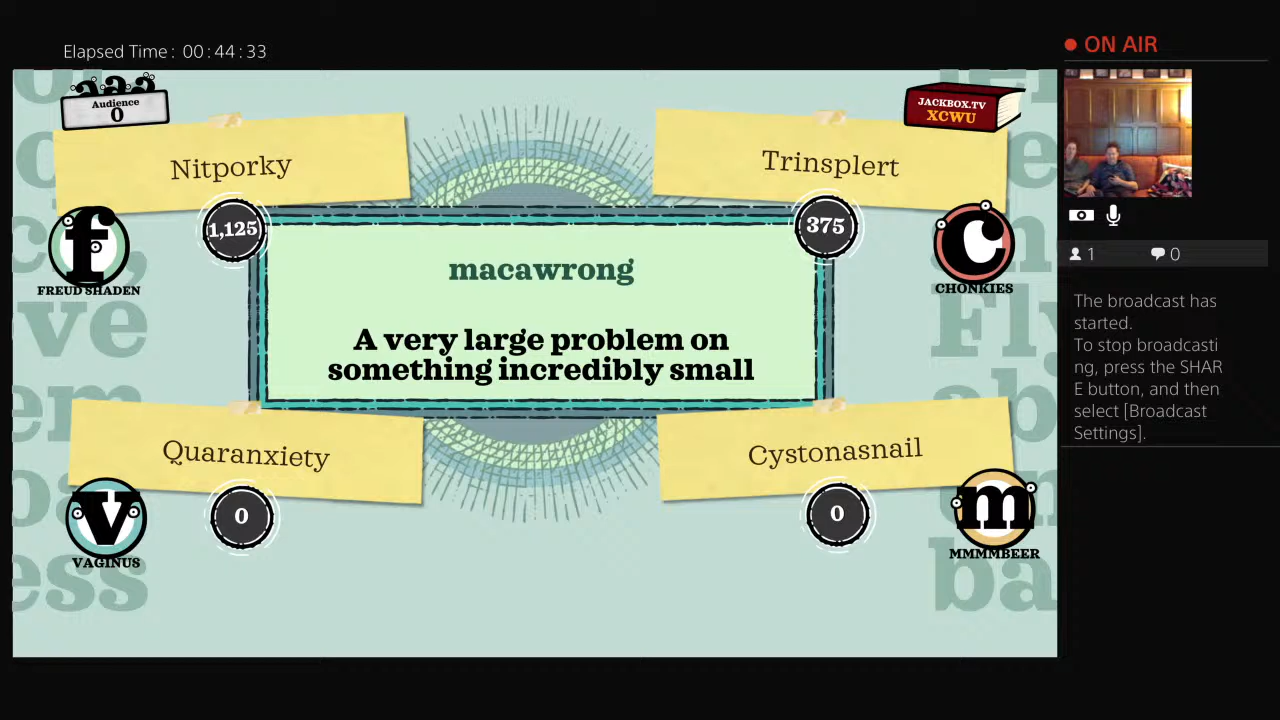 Elapsed Time: 00:44:33
ON AIR
Audience
0
JACKBOX.TV
XCWU
Nitporky
Trinsplert
1,125
375
FREUD SHADEN
CHONKIES
macawrong
A very large problem on
something incredibly small
Quaranxiety
Cystonasnail
0
0
VAGINUS
MMMMBEER
1
0
The broadcast has
started.
To stop broadcasti
ng, press the SHAR
E button, and then
select [Broadcast
Settings].